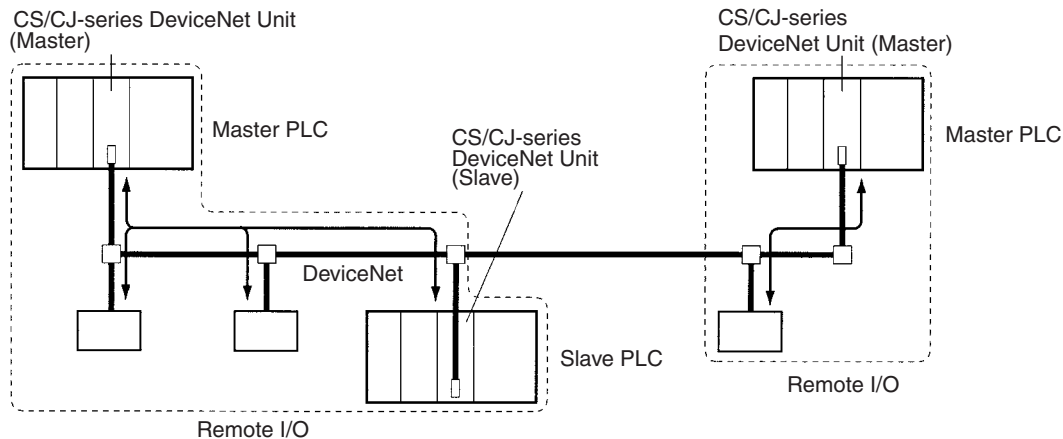 CS/CJ-series DeviceNet Unit
(Master)
CS/CJ-series
DeviceNet Unit (Master)
Master PLC
CS/CJ-series
DeviceNet Unit
(Slave)
Master PLC
DeviceNet
Slave PLC
Remote I/O
Remote I/O